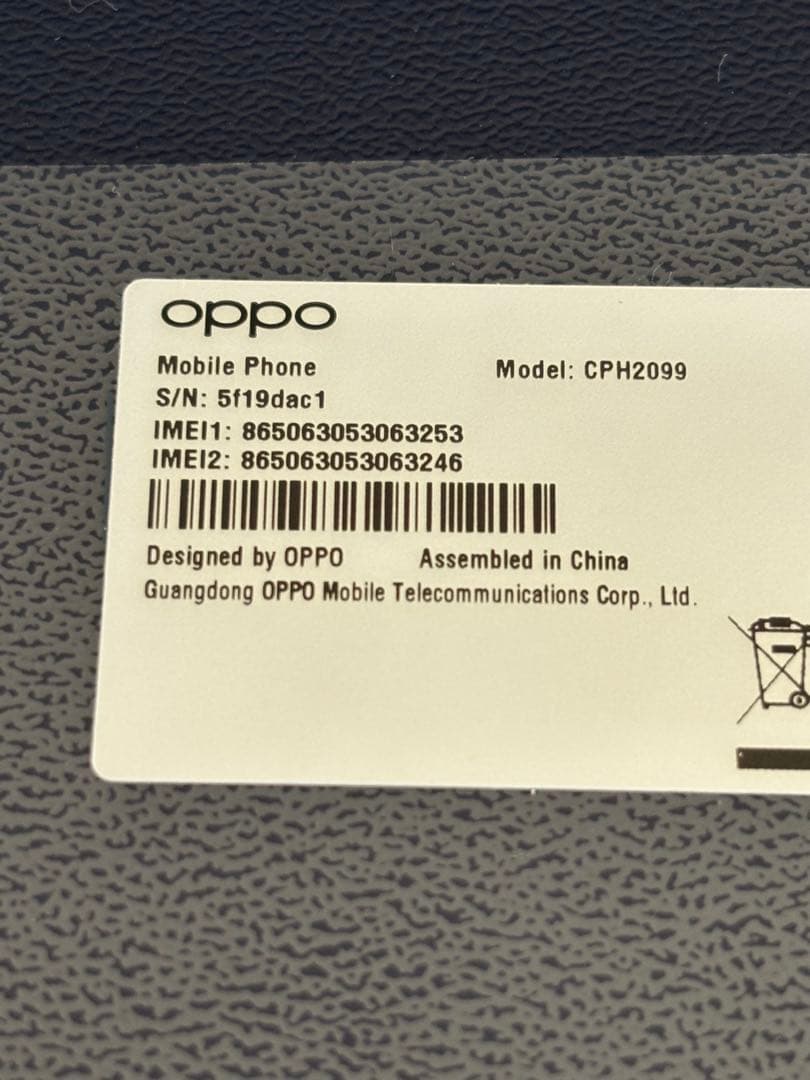 oppo
Mobile Phone Model: CPH2099
S/N: 5f19dac1
IMEI1: 865063053063253
IMEI2: 865063053063246
Designed by OPPO Assembled in China
Guangdong OPPO Mobile Telecommunications Corp., Ltd.